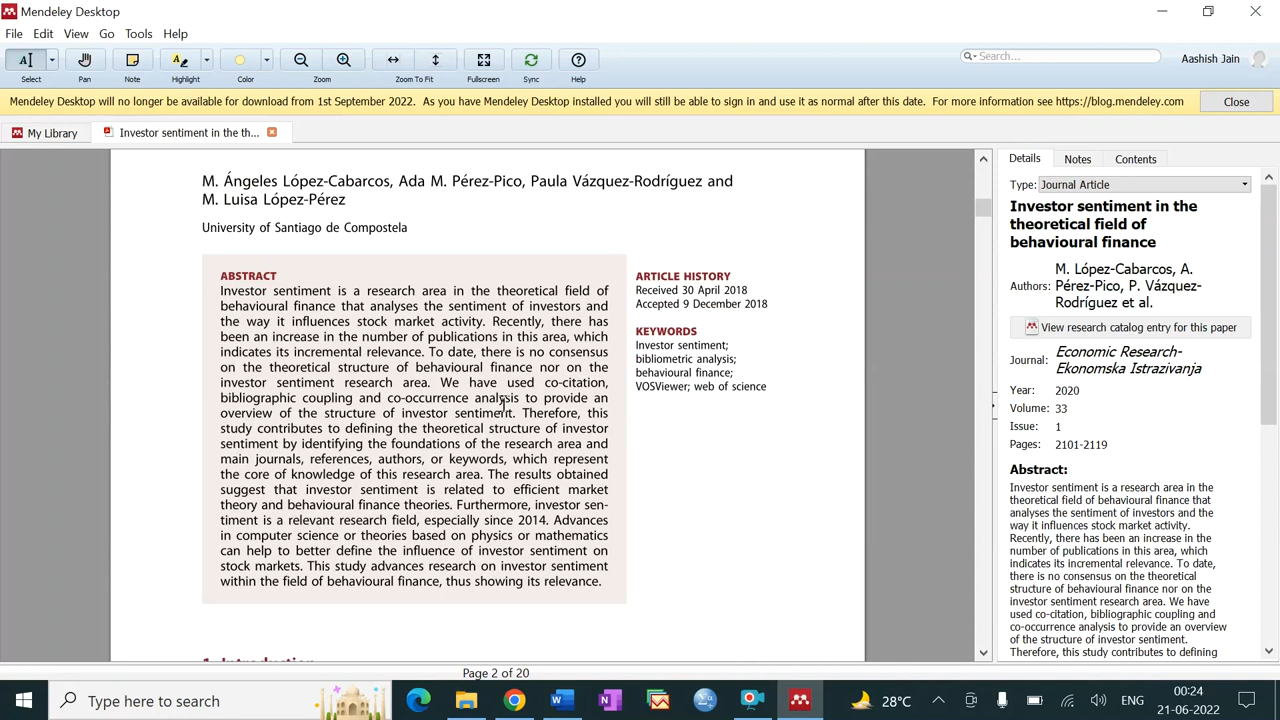 Mendeley Desktop
File Edit View Go Tools Help
Search... Aashish Jain
Select Pan Note Highlight Color Zoom Zoom To Fit Fullscreen Sync Help
Mendeley Desktop will no longer be available for download from 1st September 2022. As you have Mendeley Desktop installed you will still be able to sign in and use it as normal after this date. For more information see https://blog.mendeley.com Close
My Library Investor sentiment in the th...
M. Ángeles López-Cabarcos, Ada M. Pérez-Pico, Paula Vázquez-Rodríguez and
M. Luisa López-Pérez
University of Santiago de Compostela
ABSTRACT
Investor sentiment is a research area in the theoretical field of
behavioural finance that analyses the sentiment of investors and
the way it influences stock market activity. Recently, there has
been an increase in the number of publications in this area, which
indicates its incremental relevance. To date, there is no consensus
on the theoretical structure of behavioural finance nor on the
investor sentiment research area. We have used co-citation,
bibliographic coupling and co-occurrence analysis to provide an
overview of the structure of investor sentiment. Therefore, this
study contributes to defining the theoretical structure of investor
sentiment by identifying the foundations of the research area and
main journals, references, authors, or keywords, which represent
the core of knowledge of this research area. The results obtained
suggest that investor sentiment is related to efficient market
theory and behavioural finance theories. Furthermore, investor sen-
timent is a relevant research field, especially since 2014. Advances
in computer science or theories based on physics or mathematics
can help to better define the influence of investor sentiment on
stock markets. This study advances research on investor sentiment
within the field of behavioural finance, thus showing its relevance.
ARTICLE HISTORY
Received 30 April 2018
Accepted 9 December 2018
KEYWORDS
Investor sentiment;
bibliometric analysis;
behavioural finance;
VOSViewer; web of science
1. Introduction
Details Notes Contents
Type: Journal Article
Investor sentiment in the
theoretical field of
behavioural finance
Authors: M. López-Cabarcos, A.
Pérez-Pico, P. Vázquez-
Rodríguez et al.
View research catalog entry for this paper
Journal: Economic Research-
Ekonomska Istrazivanja
Year: 2020
Volume: 33
Issue: 1
Pages: 2101-2119
Abstract:
Investor sentiment is a research area in the
theoretical field of behavioural finance that
analyses the sentiment of investors and the
way it influences stock market activity.
Recently, there has been an increase in the
number of publications in this area, which
indicates its incremental relevance. To date,
there is no consensus on the theoretical
structure of behavioural finance nor on the
investor sentiment research area. We have
used co-citation, bibliographic coupling and
co-occurrence analysis to provide an overview
of the structure of investor sentiment.
Therefore, this study contributes to defining
Page 2 of 20
Type here to search
28°C
ENG
00:24
21-06-2022